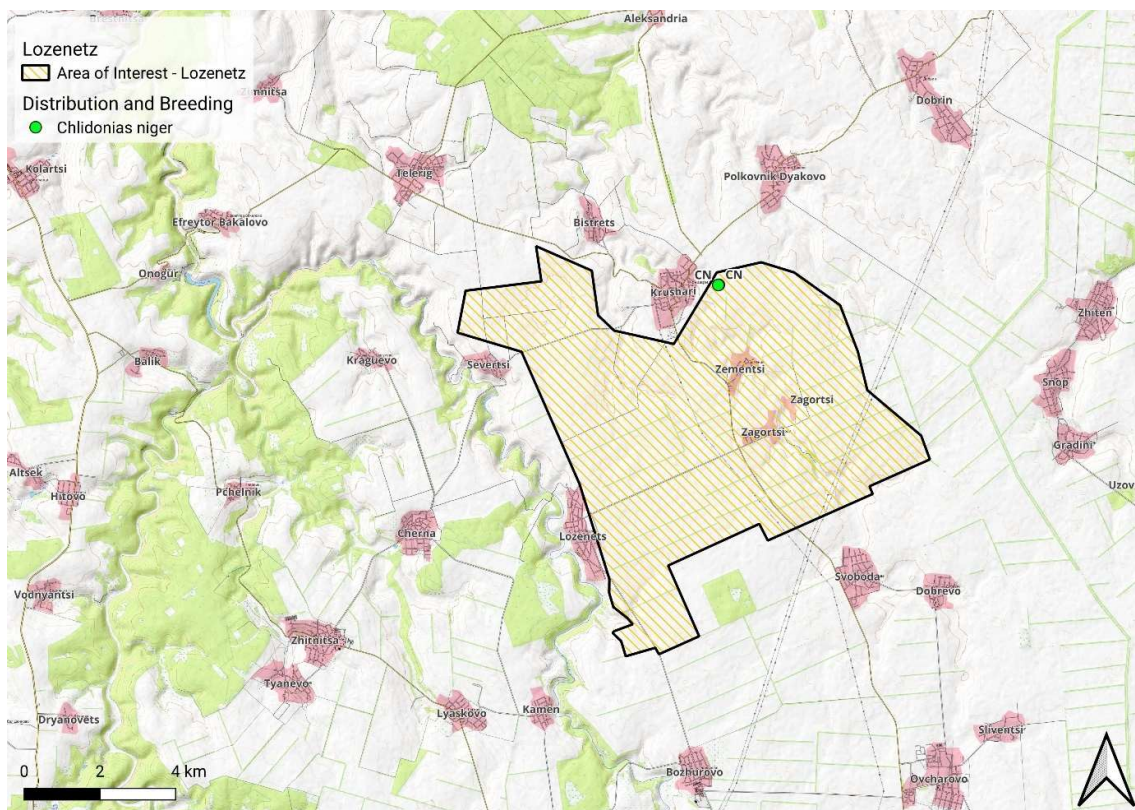 Lozenetz
Area of Interest - Lozenetz
Distribution and Breeding
Chlidonias niger
Aleksandria
Zimnitsa
Dobrin
Kolartsi
Telerig
Polkovnik Dyakovo
Efreytor Bakalovo
Bistrets
Onogur
CN CN
Krushari
Zhiten
Balik
Kraguevo
Severtsi
Zementsi
Snop
Zagortsi
Zagortsi
Gradini
Altsek
Hitovo
Pchelnik
Uzov
Cherna
Lozenets
Svoboda
Dobrevo
Vodnyantsi
Zhitnitsa
Tyanevo
Lyaskovo
Kamen
Dryanovets
Sliventsi
Bozhurovo
Ovcharovo
0 2 4 km